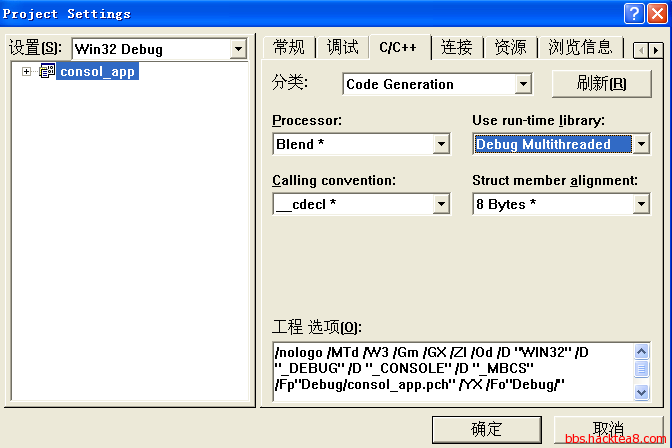 Project Settings
设置[S]: Win32 Debug
consol_app
常规 调试 C/C++ 连接 资源 浏览信息
分类: Code Generation 刷新(R)
Processor: Use run-time library:
Blend * Debug Multithreaded
Calling convention: Struct member alignment:
__cdecl * 8 Bytes *
工程 选项[O]:
/nologo /MTd /W3 /Gm /GX /ZI /Od /D "WIN32" /D
"_DEBUG" /D "_CONSOLE" /D "_MBCS"
/Fp"Debug/consol_app.pch" /YX /Fo"Debug/"
确定 取消
bbs.hacktea8.com